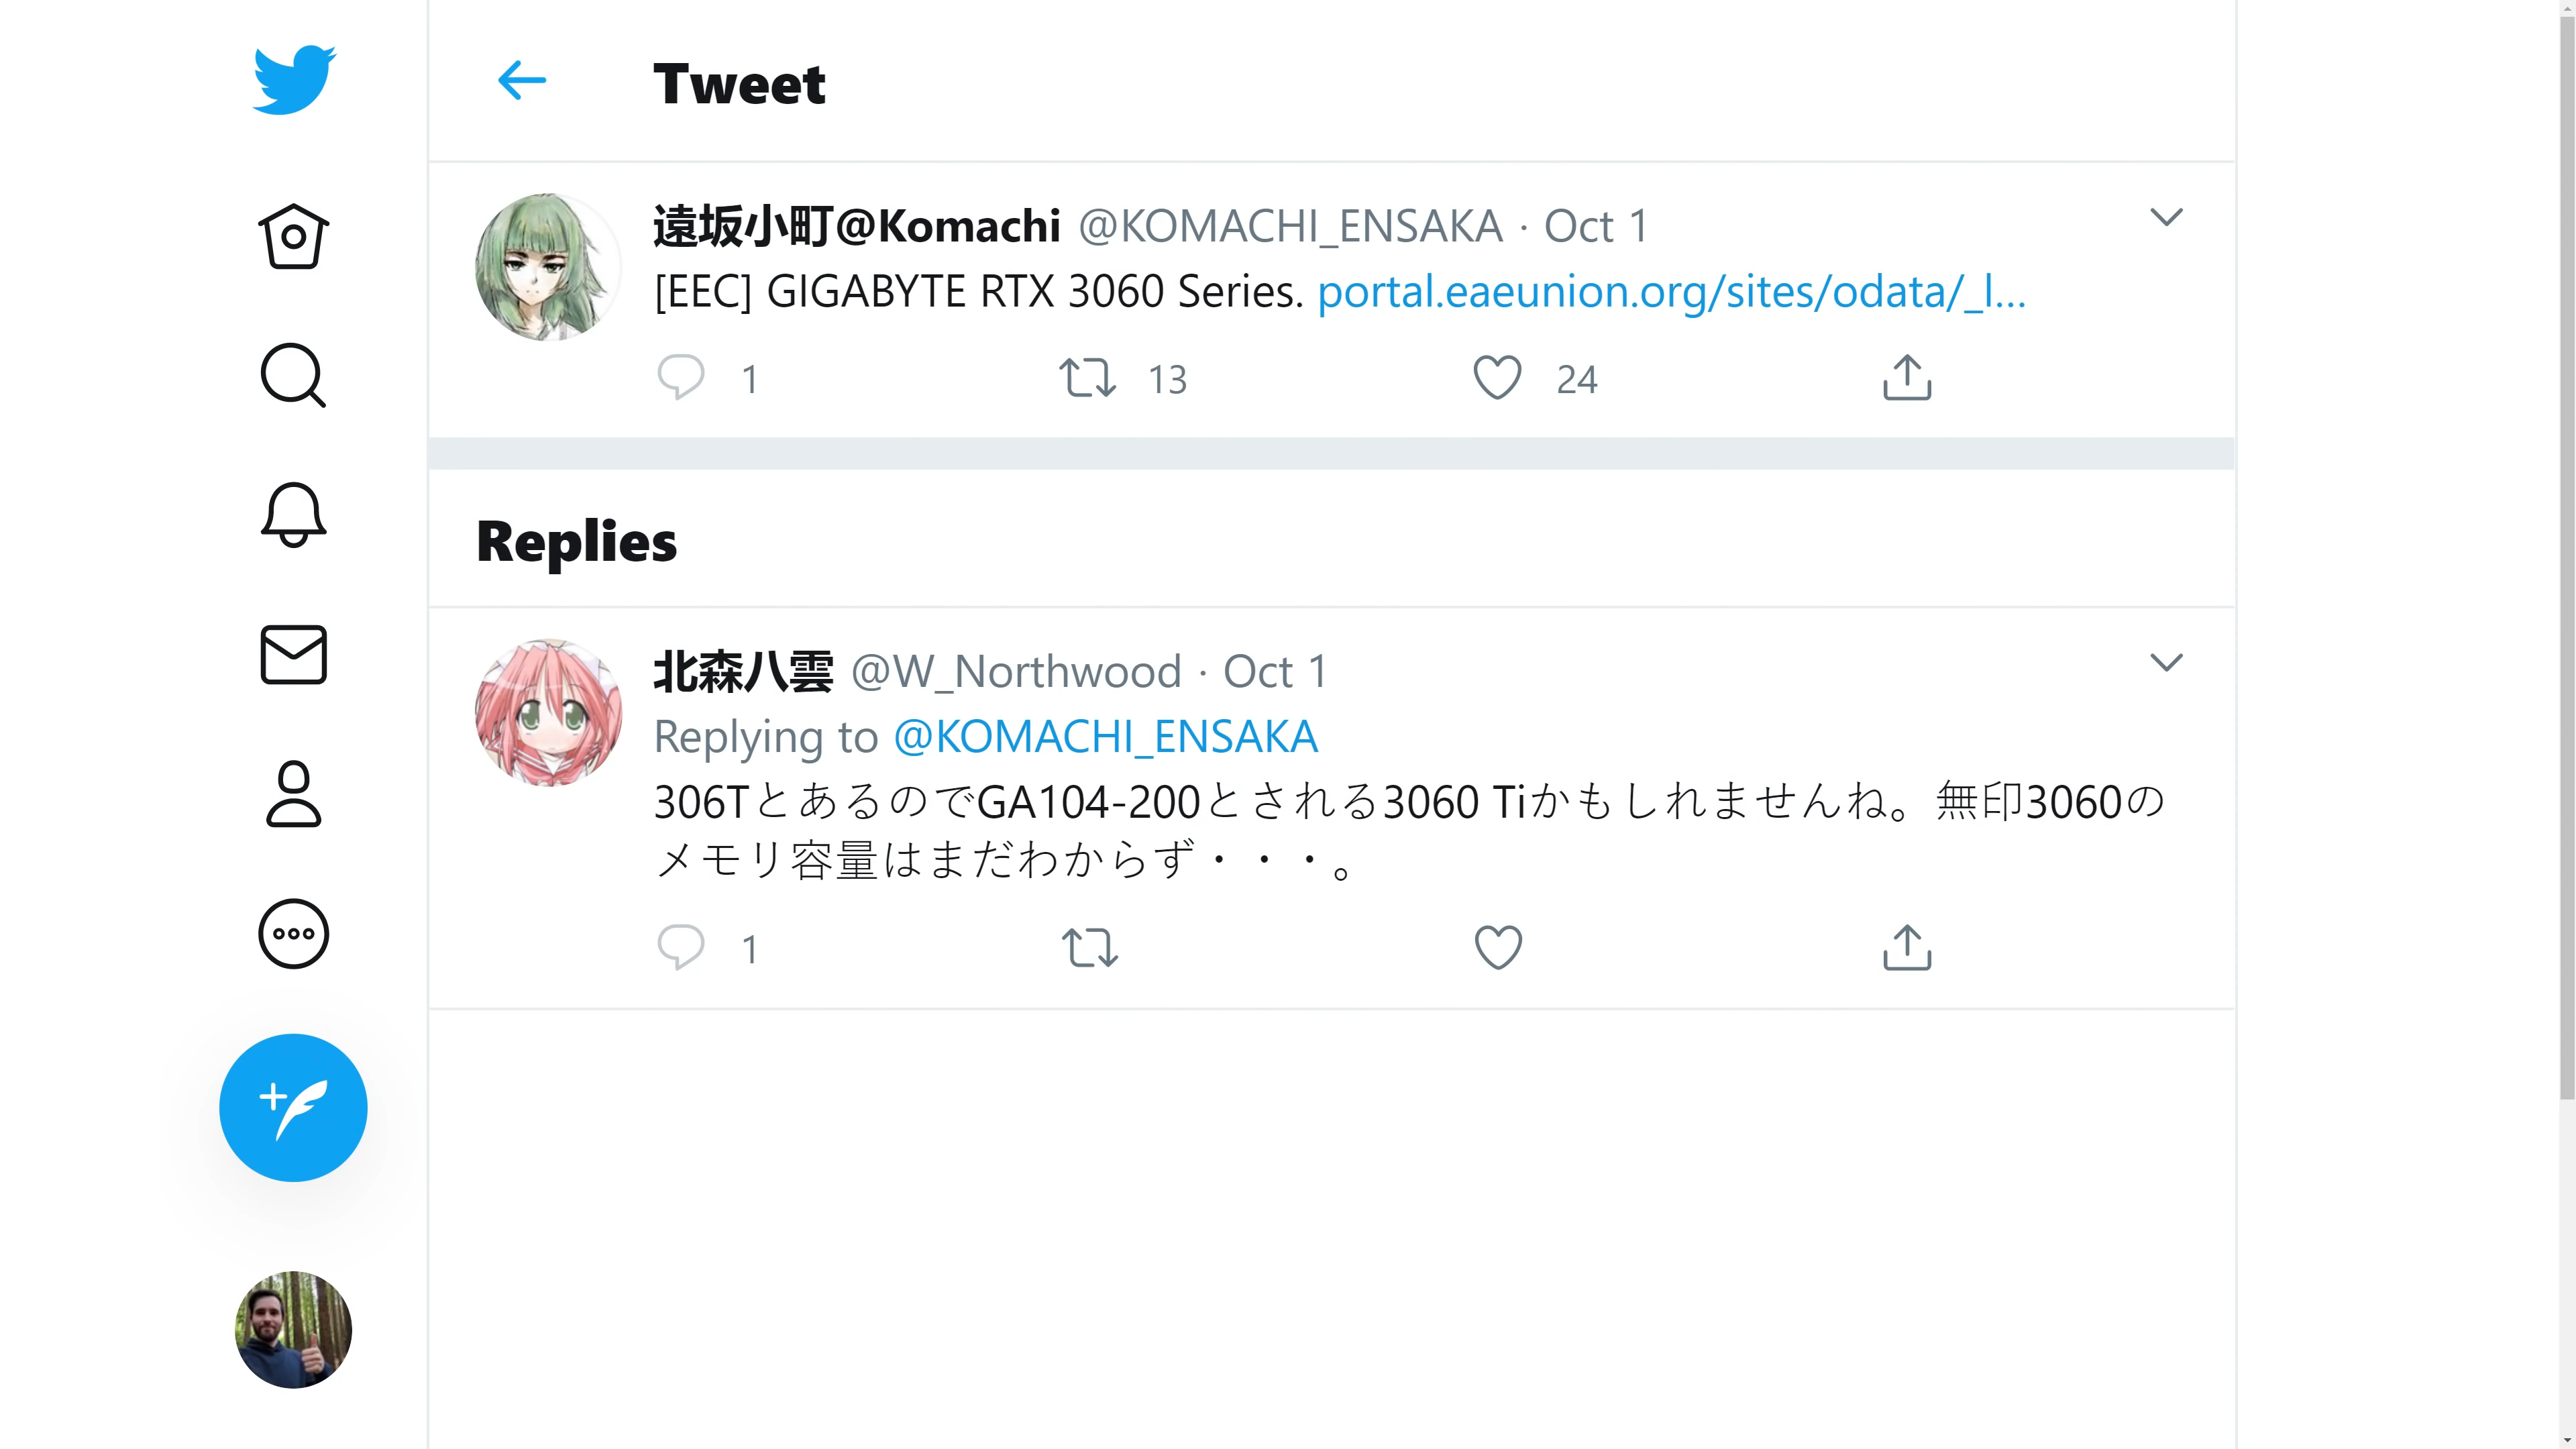 Tweet
遠坂小町@Komachi @KOMACHI_ENSAKA · Oct 1
[EEC] GIGABYTE RTX 3060 Series. portal.eaeunion.org/sites/odata/_l...
1 13 24
Replies
北森八雲 @W_Northwood · Oct 1
Replying to @KOMACHI_ENSAKA
306TとあるのでGA104-200とされる3060 Tiかもしれませんね。無印3060の
メモリ容量はまだわからず・・・。
1